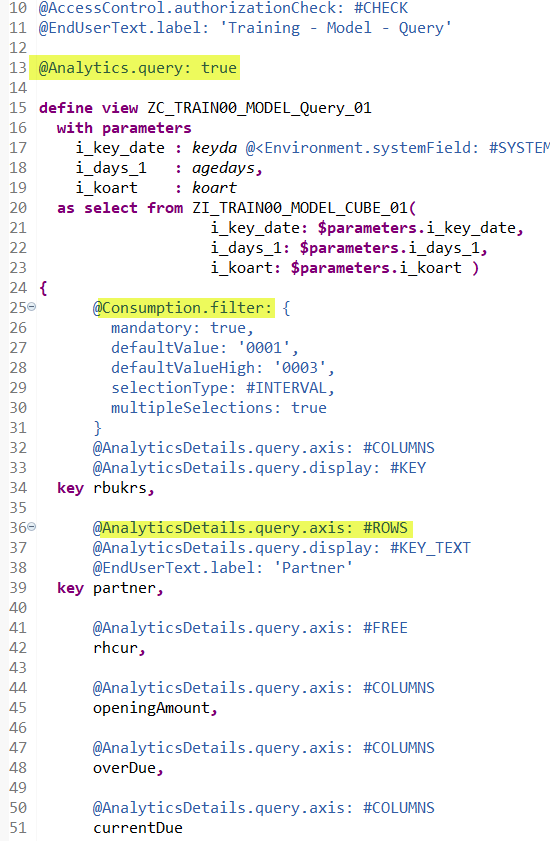 10 @AccessControl.authorizationCheck: #CHECK
11 @EndUserText.label: 'Training - Model - Query'
12
13 @Analytics.query: true
14
15 define view ZC_TRAIN00_MODEL_Query_01
16 with parameters
17 i_key_date : keyda @<Environment.systemField: #SYSTEM
18 i_days_1 : agedays,
19 i_koart : koart
20 as select from ZI_TRAIN00_MODEL_CUBE_01(
21 i_key_date: $parameters.i_key_date,
22 i_days_1: $parameters.i_days_1,
23 i_koart: $parameters.i_koart )
24 {
25 @Consumption.filter: {
26 mandatory: true,
27 defaultValue: '0001',
28 defaultValueHigh: '0003',
29 selectionType: #INTERVAL,
30 multipleSelections: true
31 }
32 @AnalyticsDetails.query.axis: #COLUMNS
33 @AnalyticsDetails.query.display: #KEY
34 key rbukrs,
35
36 @AnalyticsDetails.query.axis: #ROWS
37 @AnalyticsDetails.query.display: #KEY_TEXT
38 @EndUserText.label: 'Partner'
39 key partner,
40
41 @AnalyticsDetails.query.axis: #FREE
42 rhcur,
43
44 @AnalyticsDetails.query.axis: #COLUMNS
45 openingAmount,
46
47 @AnalyticsDetails.query.axis: #COLUMNS
48 overDue,
49
50 @AnalyticsDetails.query.axis: #COLUMNS
51 currentDue